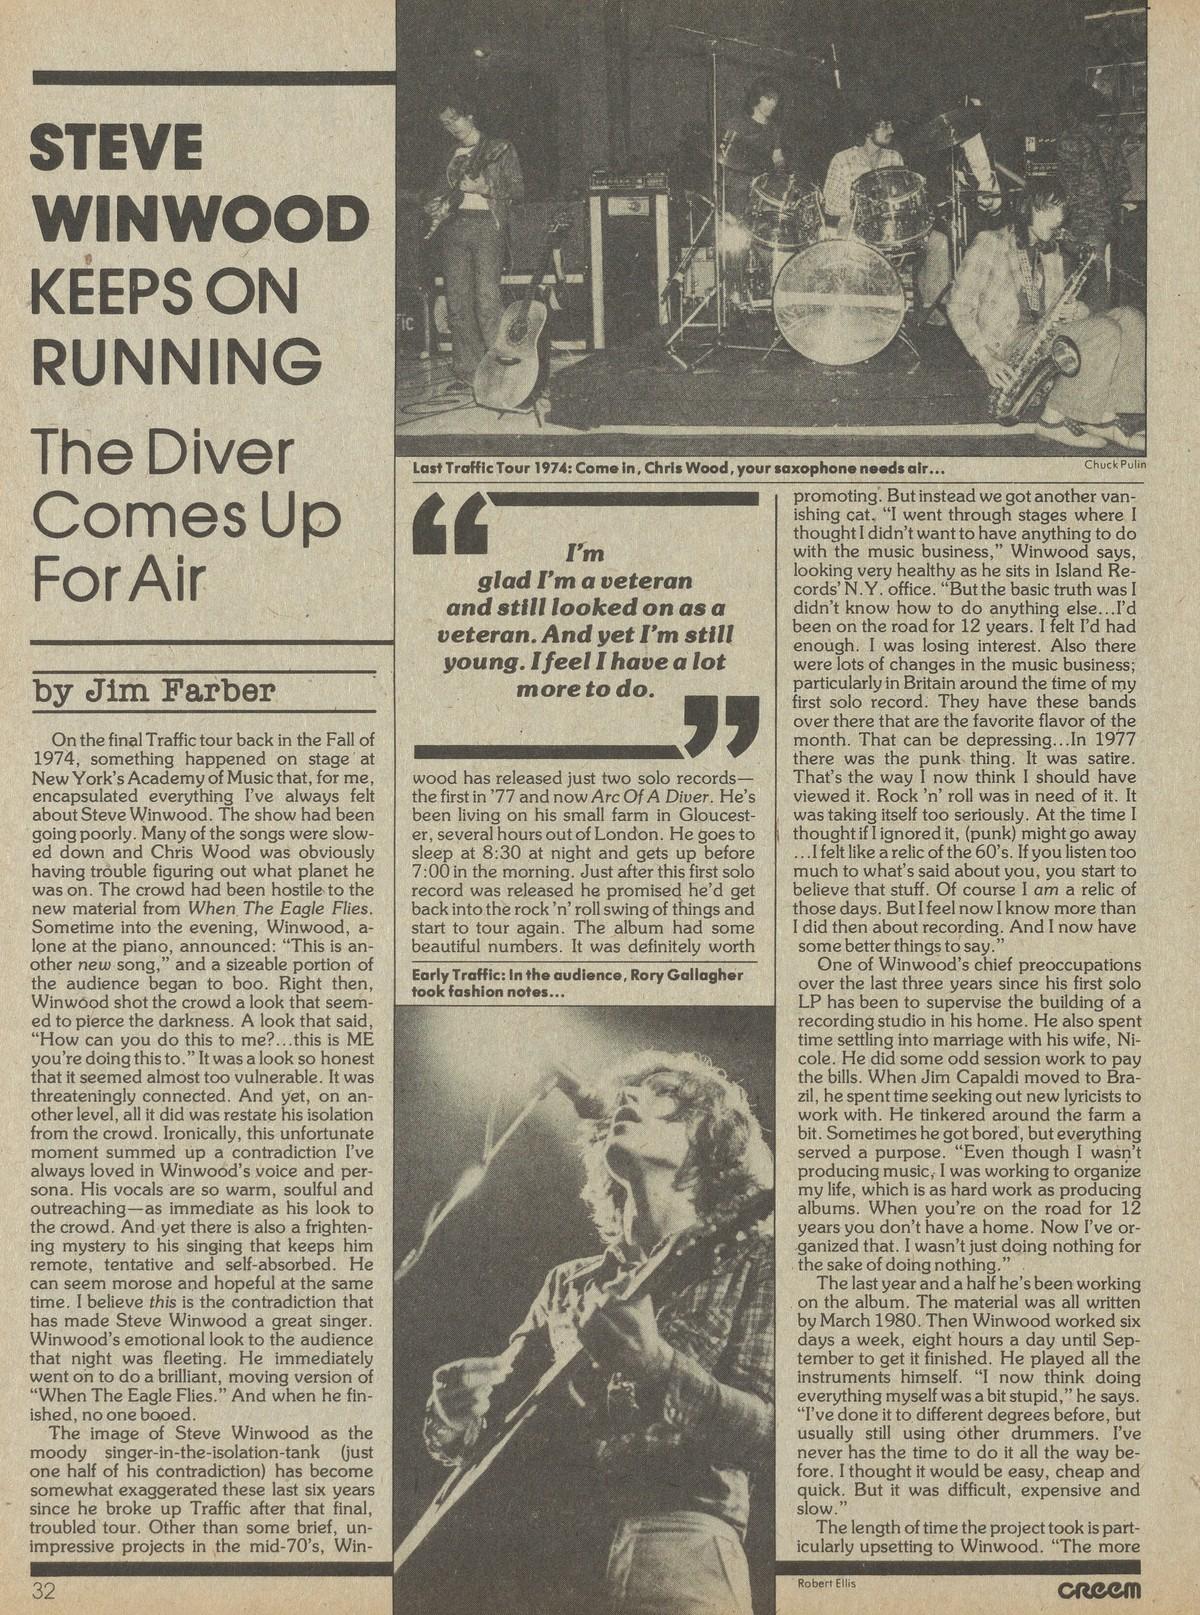 STEVE
WINWOOD
KEEPS ON
RUNNING
The Diver
Comes Up
For Air
by Jim Farber
On the final Traffic tour back in the Fall of
1974, something happened on stage at
New York's Academy of Music that, for me,
encapsulated everything I've always felt
about Steve Winwood. The show had been
going poorly. Many of the songs were slow-
ed down and Chris Wood was obviously
having trouble figuring out what planet he
was on. The crowd had been hostile to the
new material from When The Eagle Flies.
Sometime into the evening, Winwood, a-
lone at the piano, announced: “This is an-
other new song,” and a sizeable portion of
the audience began to boo. Right then,
Winwood shot the crowd a look that seem-
ed to pierce the darkness. A look that said,
“How can you do this to me?...this is ME
you're doing this to.” It was a look so honest
that it seemed almost too vulnerable. It was
threateningly connected. And yet, on an-
other level, all it did was restate his isolation
from the crowd. Ironically, this unfortunate
moment summed up a contradiction I've
always loved in Winwood's voice and per-
sona. His vocals are so warm, soulful and
outreaching—as immediate as his look to
the crowd. And yet there is also a frighten-
ing mystery to his singing that keeps him
remote, tentative and self-absorbed. He
can seem morose and hopeful at the same
time. I believe this is the contradiction that
has made Steve Winwood a great singer.
Winwood's emotional look to the audience
that night was fleeting. He immediately
went on to do a brilliant, moving version of
“When The Eagle Flies.” And when he fin-
ished, no one booed.
The image of Steve Winwood as the
moody singer-in-the-isolation-tank (just
one half of his contradiction) has become
somewhat exaggerated these last six years
since he broke up Traffic after that final,
troubled tour. Other than some brief, un-
impressive projects in the mid-70's, Win-
32
fic
Last Traffic Tour 1974: Come in, Chris Wood, your saxophone needs air...
Chuck Pulin
“I'm
glad I'm a veteran
and still looked on as a
veteran. And yet I'm still
young. I feel I have a lot
more to do.”
wood has released just two solo records—
the first in '77 and now Arc Of A Diver. He's
been living on his small farm in Gloucest-
er, several hours out of London. He goes to
sleep at 8:30 at night and gets up before
7:00 in the morning. Just after this first solo
record was released he promised he'd get
back into the rock 'n' roll swing of things and
start to tour again. The album had some
beautiful numbers. It was definitely worth
Early Traffic: In the audience, Rory Gallagher
took fashion notes...
promoting. But instead we got another van-
ishing cat. “I went through stages where I
thought I didn't want to have anything to do
with the music business,” Winwood says,
looking very healthy as he sits in Island Re-
cords' N.Y. office. “But the basic truth was I
didn't know how to do anything else...I'd
been on the road for 12 years. I felt I'd had
enough. I was losing interest. Also there
were lots of changes in the music business;
particularly in Britain around the time of my
first solo record. They have these bands
over there that are the favorite flavor of the
month. That can be depressing...In 1977
there was the punk thing. It was satire.
That's the way I now think I should have
viewed it. Rock 'n' roll was in need of it. It
was taking itself too seriously. At the time I
thought if I ignored it, (punk) might go away
...I felt like a relic of the 60's. If you listen too
much to what's said about you, you start to
believe that stuff. Of course I am a relic of
those days. But I feel now I know more than
I did then about recording. And I now have
some better things to say.”
One of Winwood's chief preoccupations
over the last three years since his first solo
LP has been to supervise the building of a
recording studio in his home. He also spent
time settling into marriage with his wife, Ni-
cole. He did some odd session work to pay
the bills. When Jim Capaldi moved to Bra-
zil, he spent time seeking out new lyricists to
work with. He tinkered around the farm a
bit. Sometimes he got bored, but everything
served a purpose. “Even though I wasn't
producing music, I was working to organize
my life, which is as hard work as producing
albums. When you're on the road for 12
years you don't have a home. Now I've or-
ganized that. I wasn't just doing nothing for
the sake of doing nothing.”
The last year and a half he's been working
on the album. The material was all written
by March 1980. Then Winwood worked six
days a week, eight hours a day until Sep-
tember to get it finished. He played all the
instruments himself. “I now think doing
everything myself was a bit stupid,” he says.
“I've done it to different degrees before, but
usually still using other drummers. I've
never has the time to do it all the way be-
fore. I thought it would be easy, cheap and
quick. But it was difficult, expensive and
slow.”
The length of time the project took is part-
icularly upsetting to Winwood. “The more
Robert Ellis
CREEM